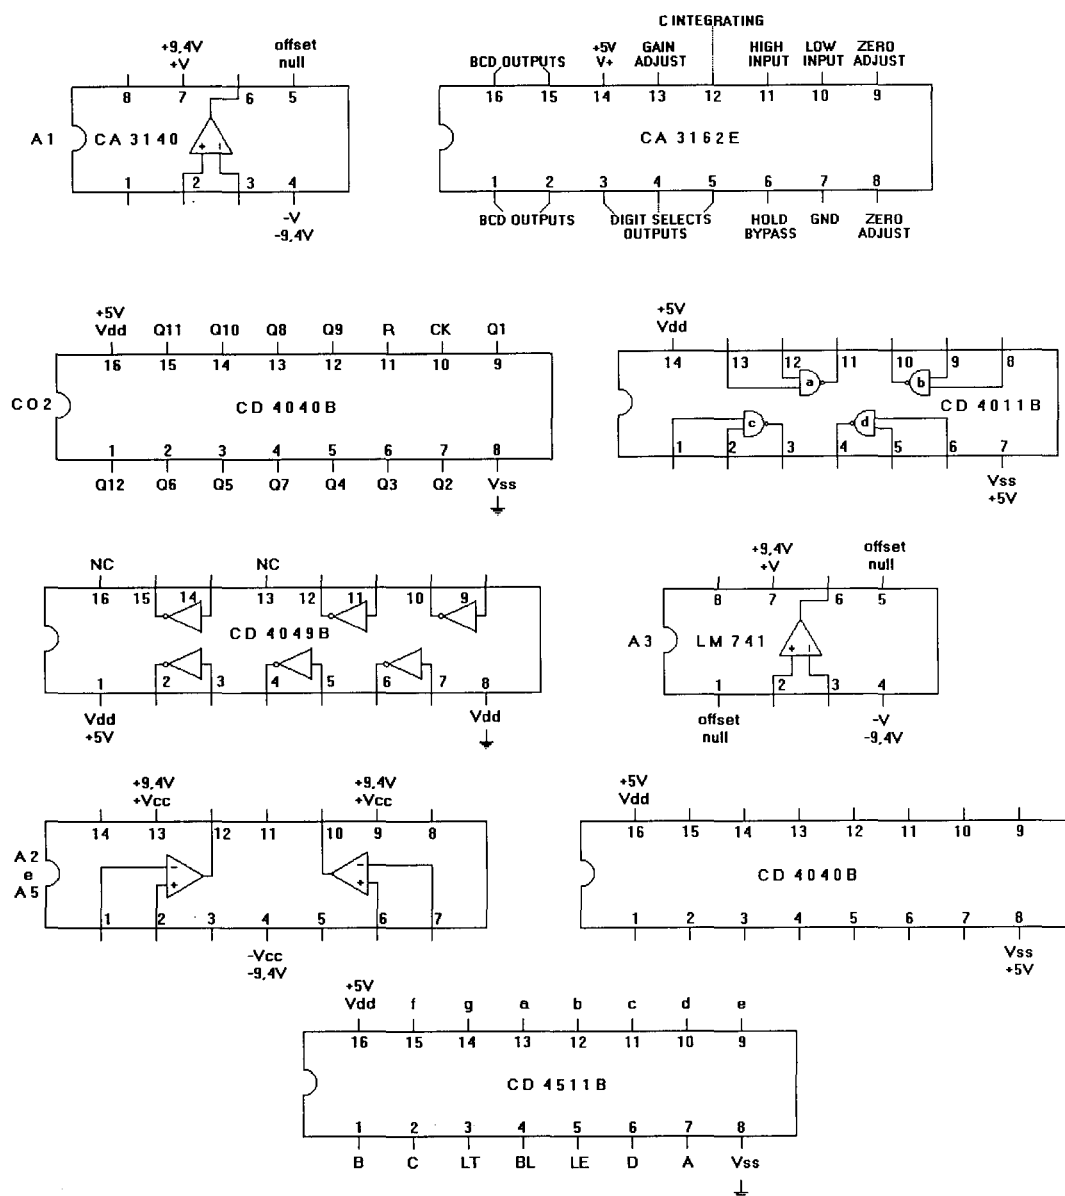 C INTEGRATING
+9,4V offset
+V null
BCD OUTPUTS +5V V+ GAIN ADJUST HIGH INPUT LOW INPUT ZERO ADJUST
8 7 6 5
16 15 14 13 12 11 10 9
A1 CA 3140 + -
CA 3162E
1 2 3 4
1 2 3 4 5 6 7 8
-V
-9,4V
BCD OUTPUTS DIGIT SELECTS OUTPUTS HOLD BYPASS GND ZERO ADJUST
+5V
Vdd Q11 Q10 Q8 Q9 R CK Q1
16 15 14 13 12 11 10 9
CO2 CD 4040B
1 2 3 4 5 6 7 8
Q12 Q6 Q5 Q7 Q4 Q3 Q2 Vss
+5V
Vdd
14 13 12 11 10 9 8
a b
CD 4011B
c d
1 2 3 4 5 6 7
Vss
+5V
NC NC
16 15 14 13 12 11 10 9
CD 4049B
1 2 3 4 5 6 7 8
Vdd Vdd
+5V
+9,4V offset
+V null
8 7 6 5
A3 LM 741 + -
1 2 3 4
offset -V
null -9,4V
+9,4V +9,4V
+Vcc +Vcc
14 13 12 11 10 9 8
A2
e
A5
- -
+ +
1 2 3 4 5 6 7
-Vcc
-9,4V
+5V
Vdd
16 15 14 13 12 11 10 9
CD 4040B
1 2 3 4 5 6 7 8
Vss
+5V
+5V
Vdd f g a b c d e
16 15 14 13 12 11 10 9
CD 4511B
1 2 3 4 5 6 7 8
B C LT BL LE D A Vss